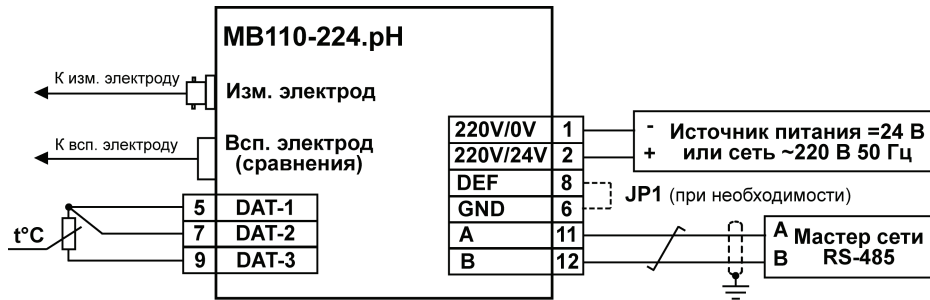 МВ110-224.рН
К изм. электроду
Изм. электрод
К всп. электроду
Всп. электрод
(сравнения)
t°C
5 DAT-1
7 DAT-2
9 DAT-3
220V/0V 1
220V/24V 2
DEF 8
GND 6
A 11
B 12
- Источник питания =24 В
+ или сеть ~220 В 50 Гц
JP1 (при необходимости)
A Мастер сети
B RS-485